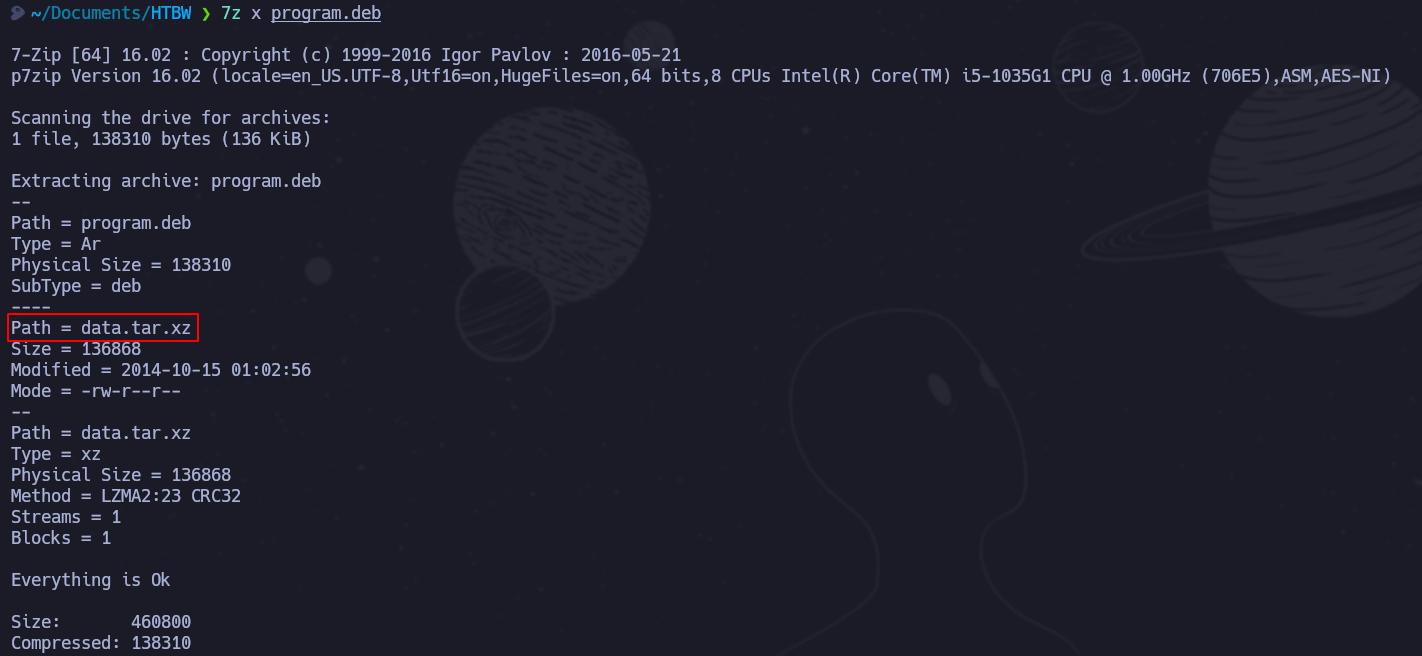 ~/Documents/HTBW ❯ 7z x program.deb
7-Zip [64] 16.02 : Copyright (c) 1999-2016 Igor Pavlov : 2016-05-21
p7zip Version 16.02 (locale=en_US.UTF-8,Utf16=on,HugeFiles=on,64 bits,8 CPUs Intel(R) Core(TM) i5-1035G1 CPU @ 1.00GHz (706E5),ASM,AES-NI)
Scanning the drive for archives:
1 file, 138310 bytes (136 KiB)
Extracting archive: program.deb
--
Path = program.deb
Type = Ar
Physical Size = 138310
SubType = deb
----
Path = data.tar.xz
Size = 136868
Modified = 2014-10-15 01:02:56
Mode = -rw-r--r--
--
Path = data.tar.xz
Type = xz
Physical Size = 136868
Method = LZMA2:23 CRC32
Streams = 1
Blocks = 1
Everything is Ok
Size:       460800
Compressed: 138310